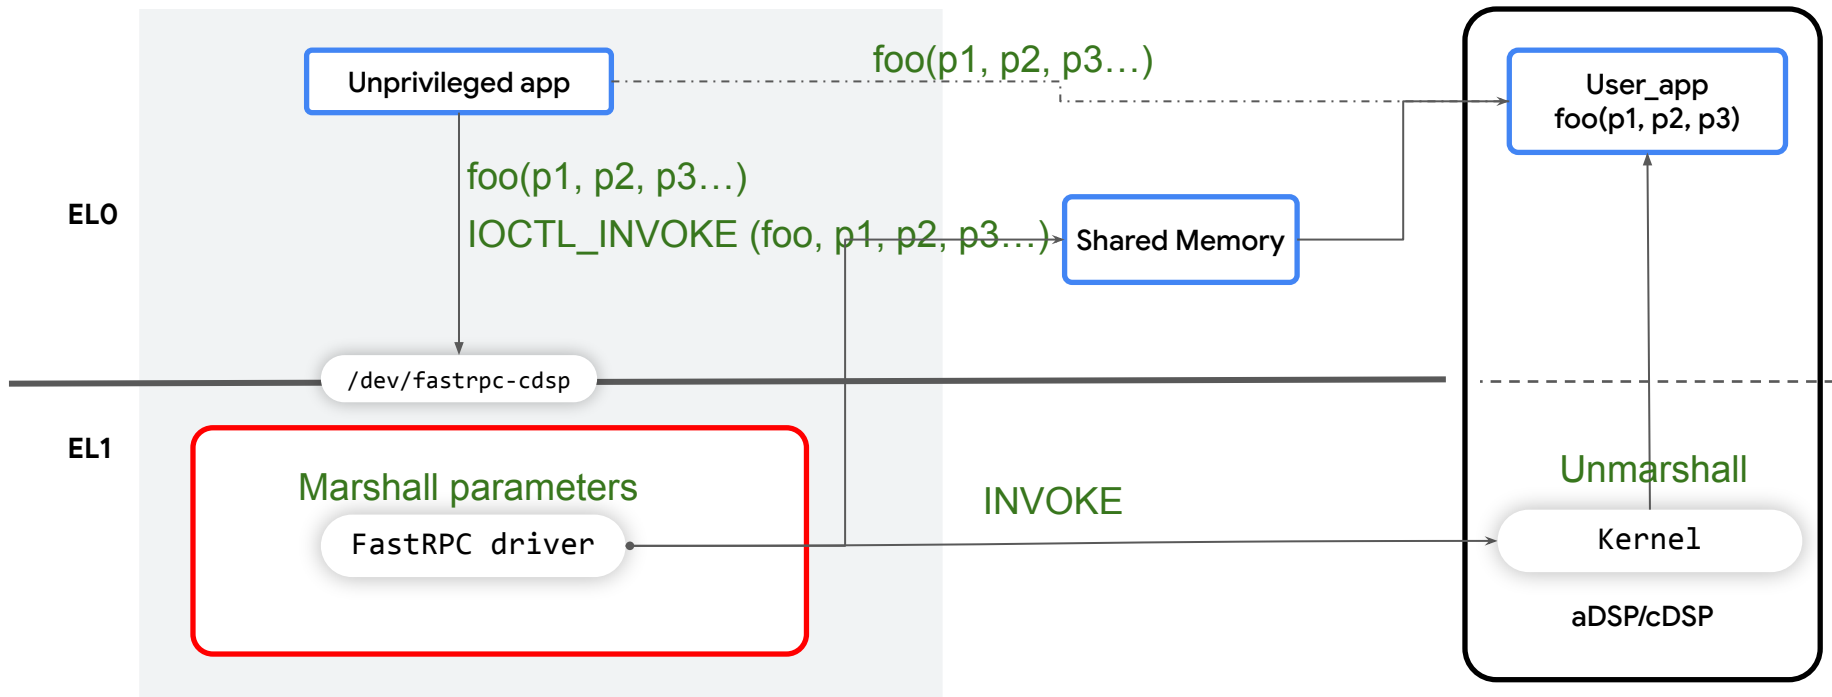 foo(p1, p2, p3...)
Unprivileged app
User_app
foo(p1, p2, p3)
foo(p1, p2, p3...)
EL0
IOCTL_INVOKE (foo, p1, p2, p3...)
Shared Memory
/dev/fastrpc-cdsp
EL1
Marshall parameters
INVOKE
Unmarshall
FastRPC driver
Kernel
aDSP/cDSP